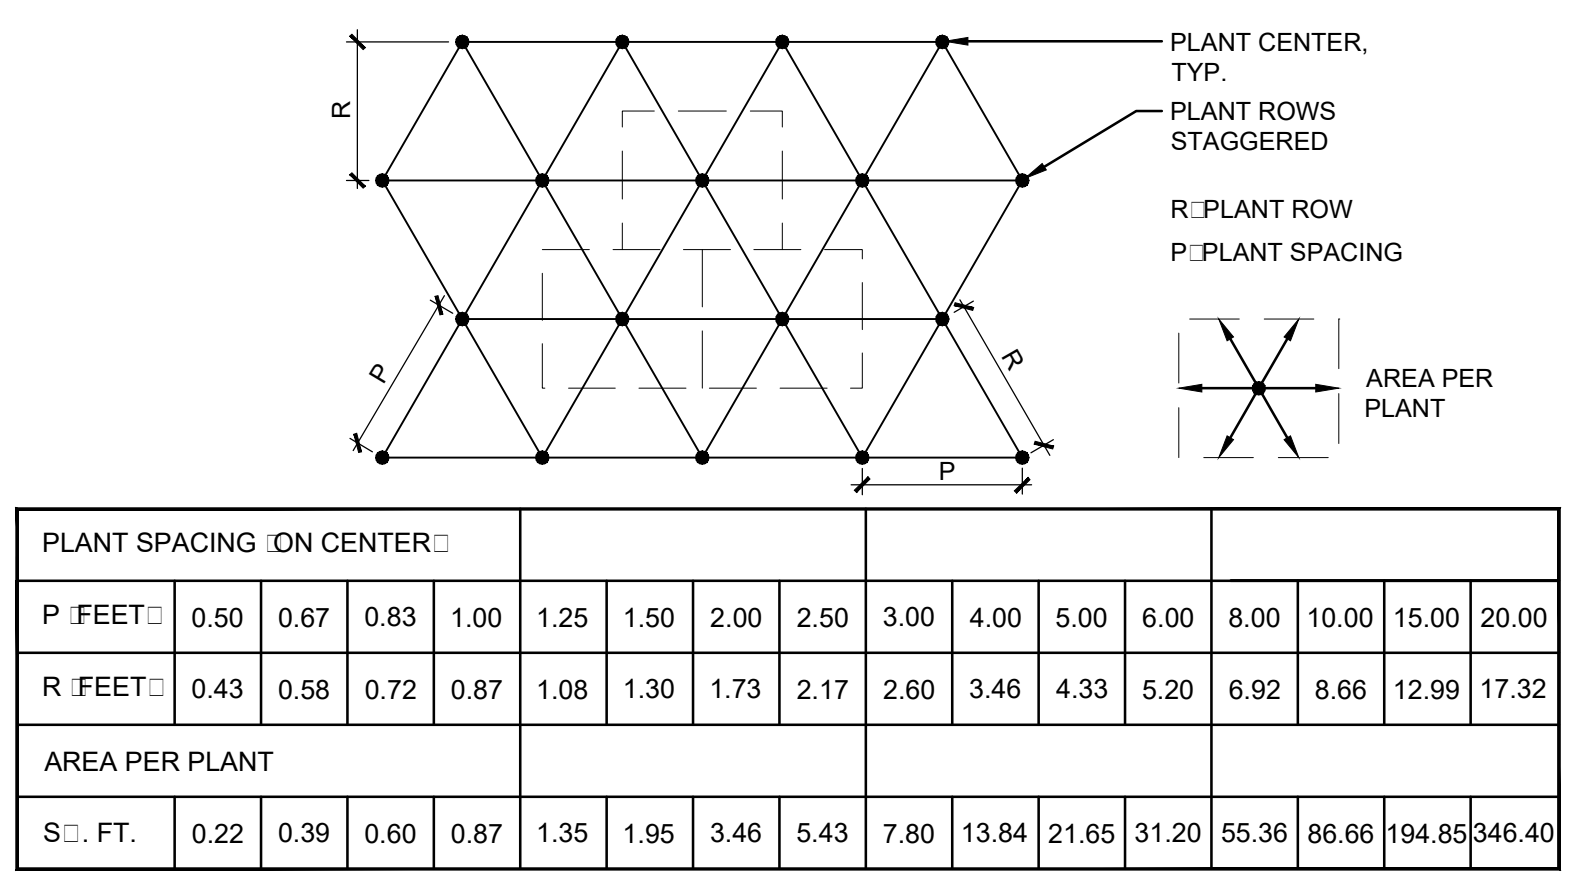 PLANT CENTER,
TYP.
R
PLANT ROWS
STAGGERED
R□PLANT ROW
P□PLANT SPACING
P
R
AREA PER
PLANT
P
PLANT SPACING □ON CENTER□
P □FEET□ 0.50 0.67 0.83 1.00 1.25 1.50 2.00 2.50 3.00 4.00 5.00 6.00 8.00 10.00 15.00 20.00
R □FEET□ 0.43 0.58 0.72 0.87 1.08 1.30 1.73 2.17 2.60 3.46 4.33 5.20 6.92 8.66 12.99 17.32
AREA PER PLANT
S□. FT. 0.22 0.39 0.60 0.87 1.35 1.95 3.46 5.43 7.80 13.84 21.65 31.20 55.36 86.66 194.85 346.40